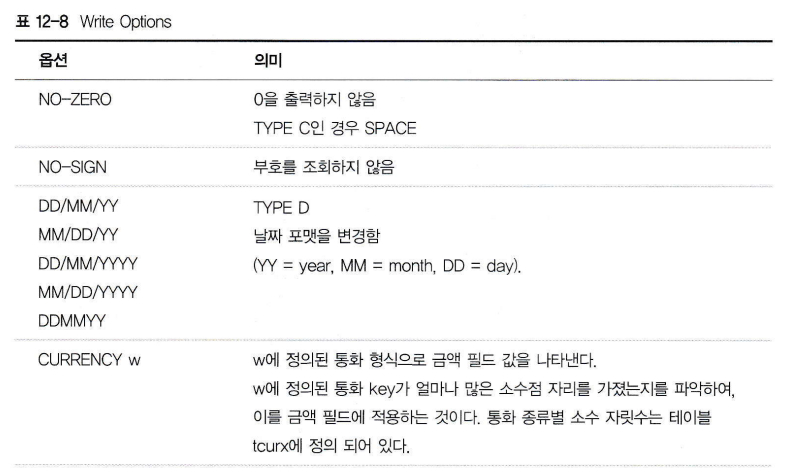 표 12-8 Write Options
옵션 의미
NO-ZERO 0을 출력하지 않음
TYPE C인 경우 SPACE
NO-SIGN 부호를 조회하지 않음
DD/MM/YY TYPE D
MM/DD/YY 날짜 포맷을 변경함
DD/MM/YYYY (YY = year, MM = month, DD = day).
MM/DD/YYYY
DDMMYY
CURRENCY w w에 정의된 통화 형식으로 금액 필드 값을 나타낸다.
w에 정의된 통화 key가 얼마나 많은 소수점 자리를 가졌는지를 파악하여,
이를 금액 필드에 적용하는 것이다. 통화 종류별 소수 자릿수는 테이블
tcurx에 정의 되어 있다.